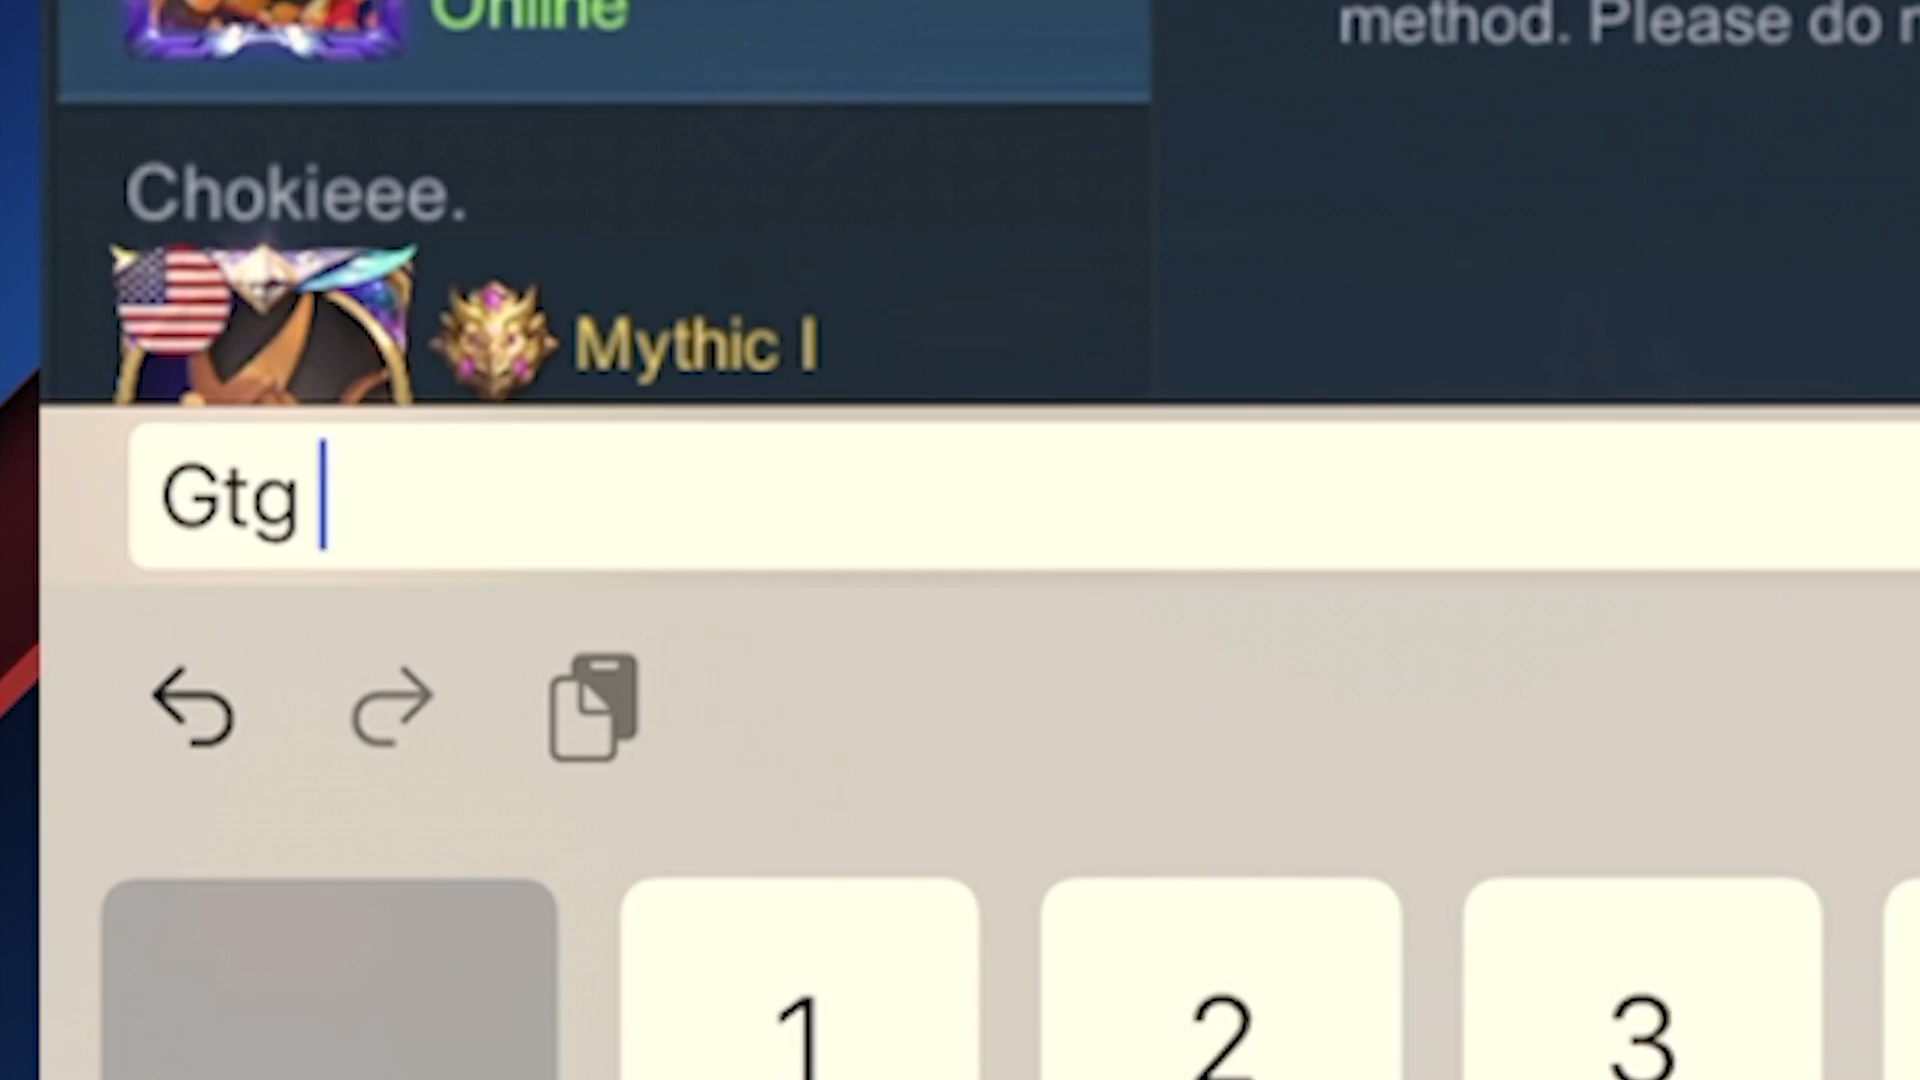 Online
method. Please do
Chokieee.
Mythic I
Gtg
1
2
3